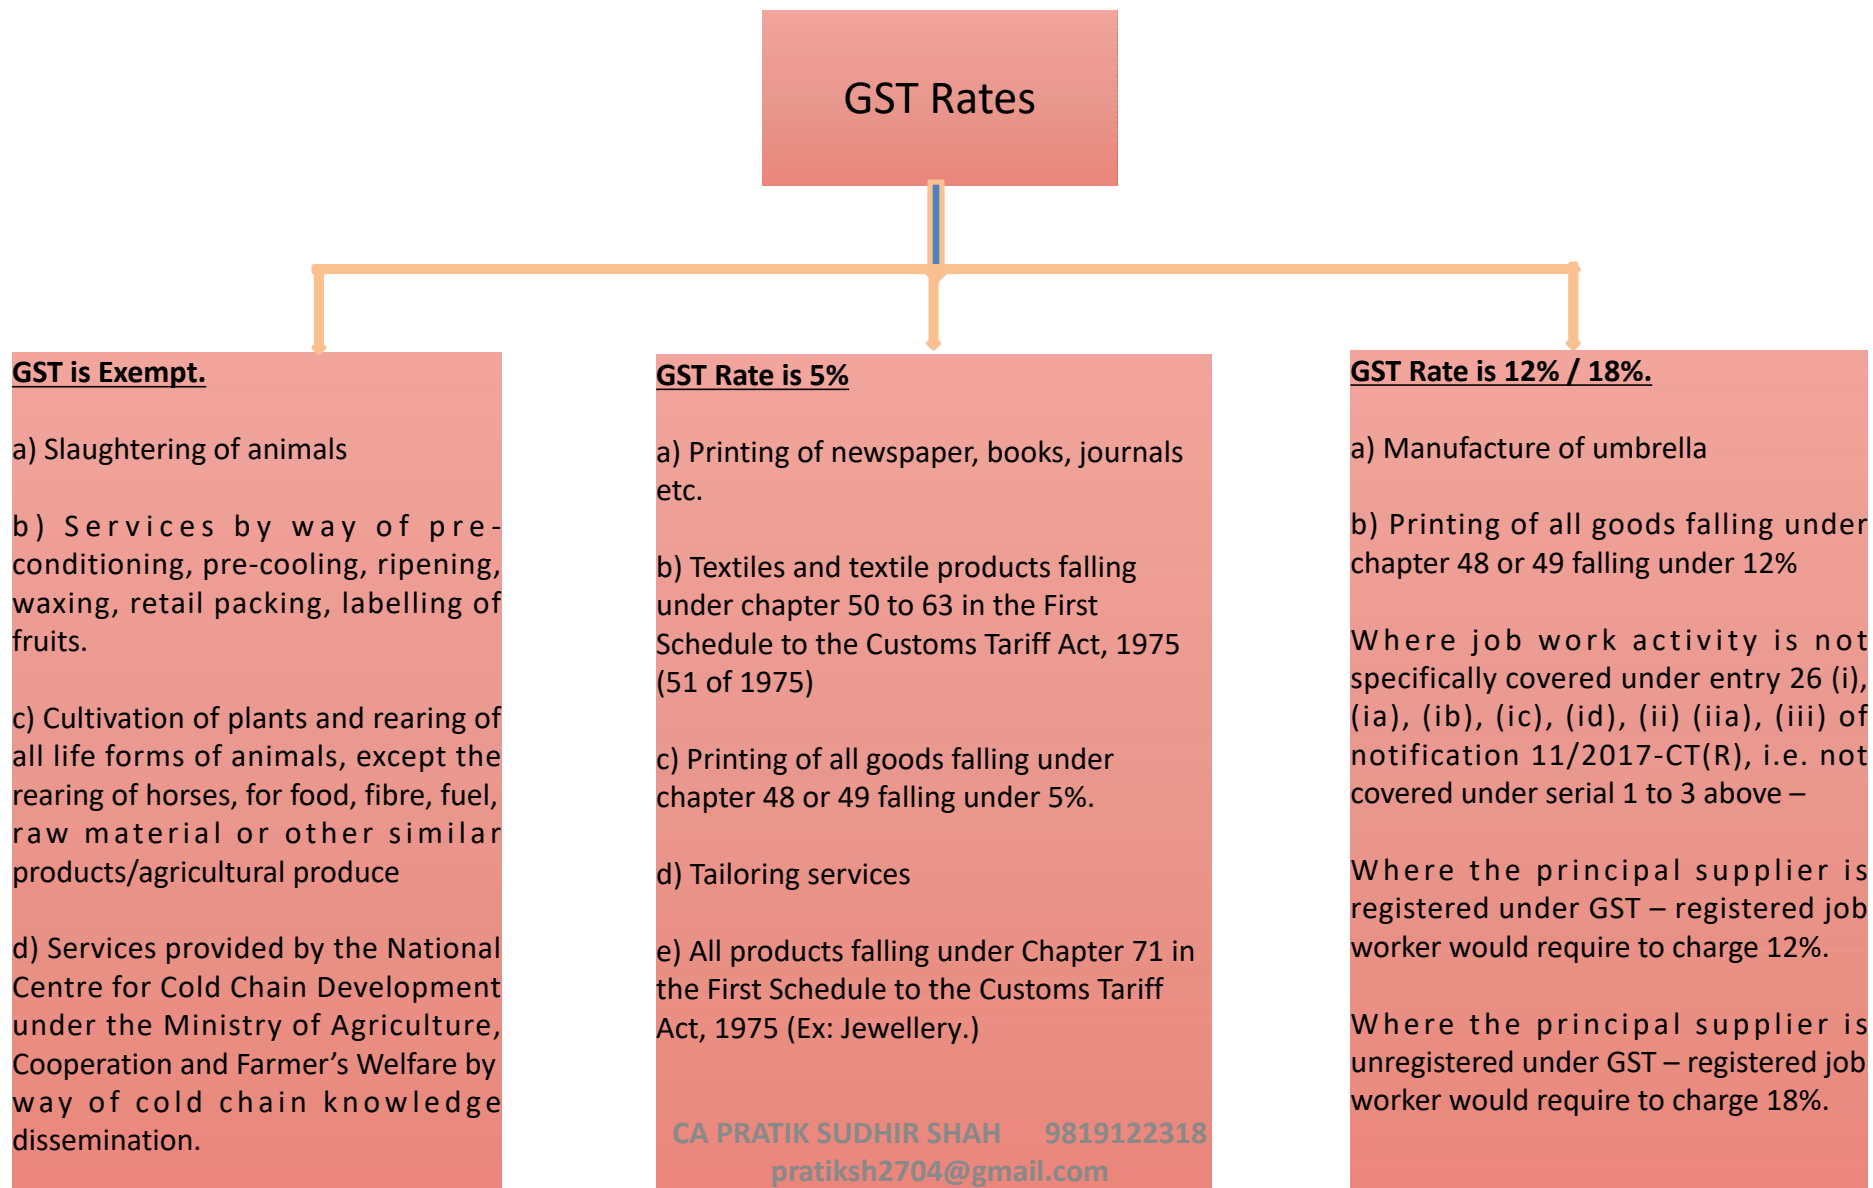 GST Rates
GST is Exempt.
a) Slaughtering of animals
b) Services by way of pre-
conditioning, pre-cooling, ripening,
waxing, retail packing, labelling of
fruits.
c) Cultivation of plants and rearing of
all life forms of animals, except the
rearing of horses, for food, fibre, fuel,
raw material or other similar
products/agricultural produce
d) Services provided by the National
Centre for Cold Chain Development
under the Ministry of Agriculture,
Cooperation and Farmer’s Welfare by
way of cold chain knowledge
dissemination.
GST Rate is 5%
a) Printing of newspaper, books, journals
etc.
b) Textiles and textile products falling
under chapter 50 to 63 in the First
Schedule to the Customs Tariff Act, 1975
(51 of 1975)
c) Printing of all goods falling under
chapter 48 or 49 falling under 5%.
d) Tailoring services
e) All products falling under Chapter 71 in
the First Schedule to the Customs Tariff
Act, 1975 (Ex: Jewellery.)
CA PRATIK SUDHIR SHAH 9819122318
pratiksh2704@gmail.com
GST Rate is 12% / 18%.
a) Manufacture of umbrella
b) Printing of all goods falling under
chapter 48 or 49 falling under 12%
Where job work activity is not
specifically covered under entry 26 (i),
(ia), (ib), (ic), (id), (ii) (iia), (iii) of
notification 11/2017-CT(R), i.e. not
covered under serial 1 to 3 above –
Where the principal supplier is
registered under GST – registered job
worker would require to charge 12%.
Where the principal supplier is
unregistered under GST – registered job
worker would require to charge 18%.